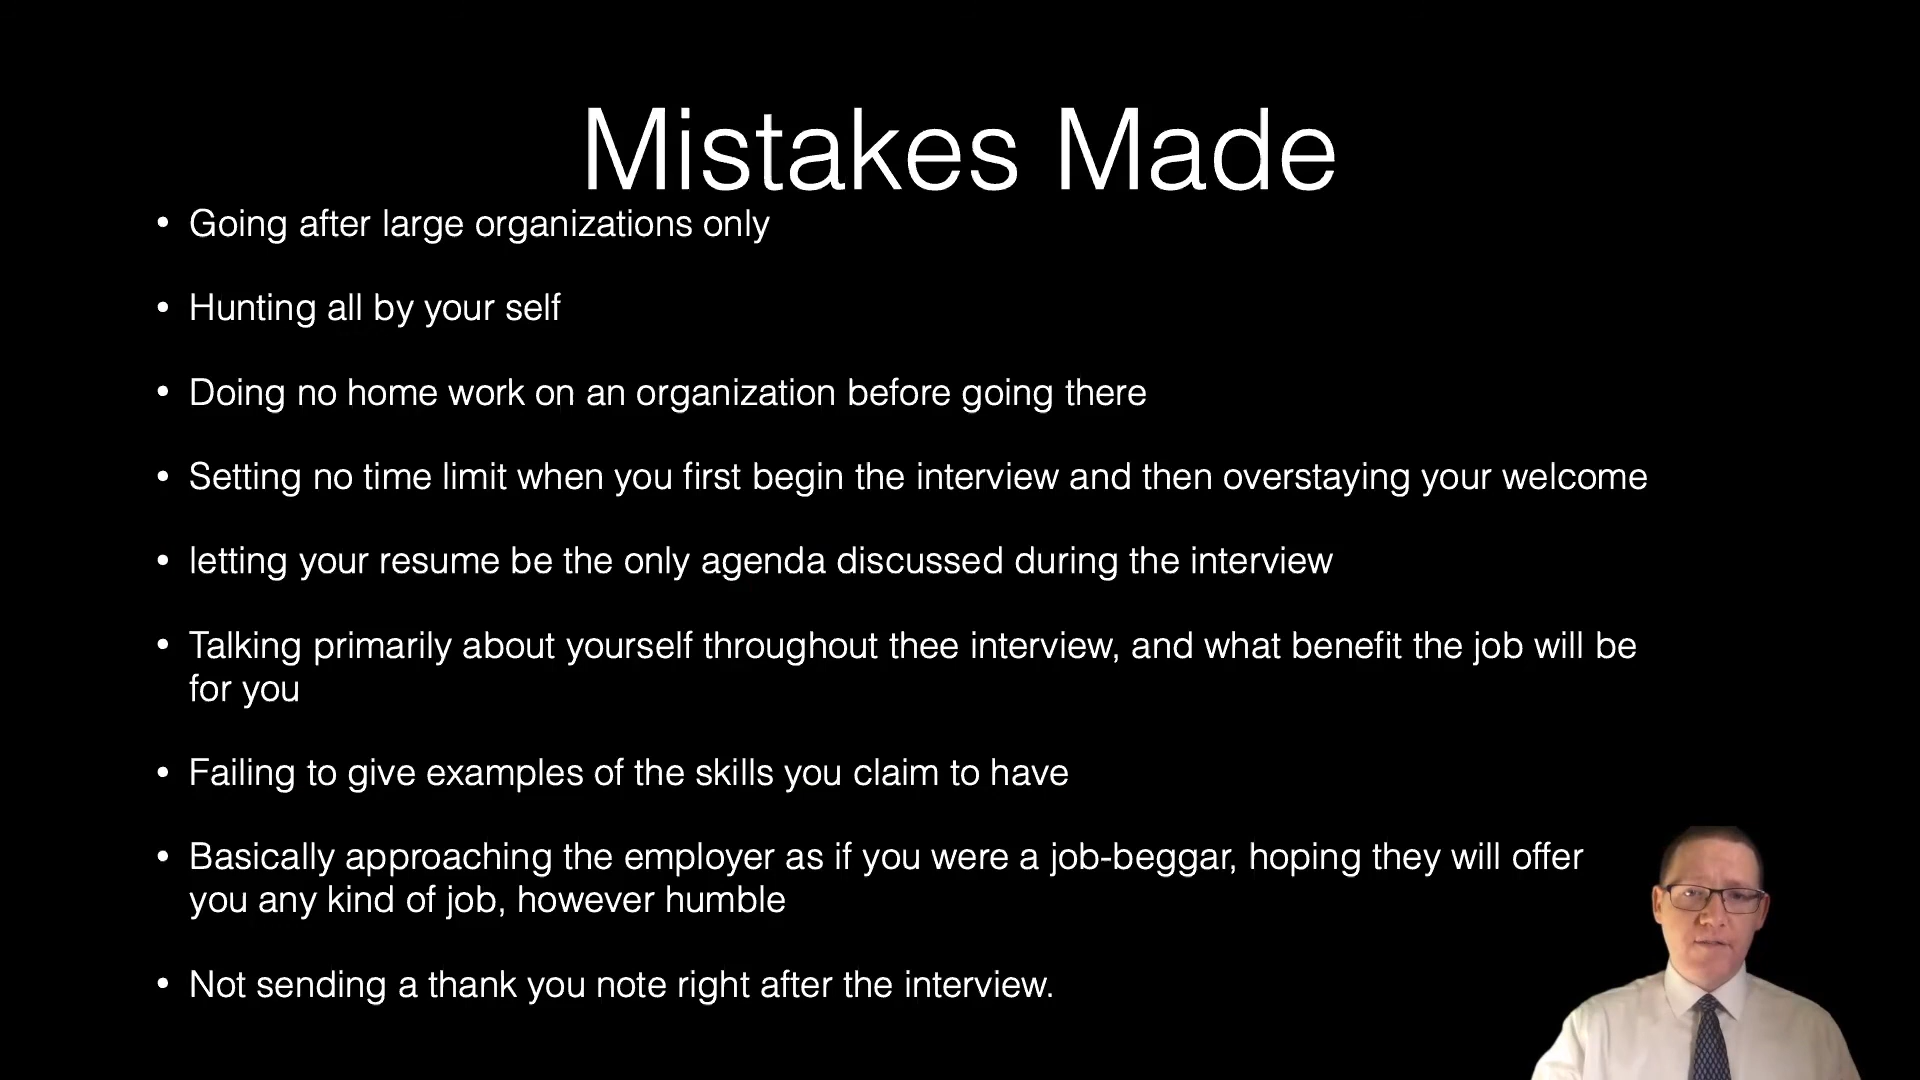 Mistakes Made
• Going after large organizations only
• Hunting all by your self
• Doing no home work on an organization before going there
• Setting no time limit when you first begin the interview and then overstaying your welcome
• letting your resume be the only agenda discussed during the interview
• Talking primarily about yourself throughout thee interview, and what benefit the job will be
for you
• Failing to give examples of the skills you claim to have
• Basically approaching the employer as if you were a job-beggar, hoping they will offer
you any kind of job, however humble
• Not sending a thank you note right after the interview.